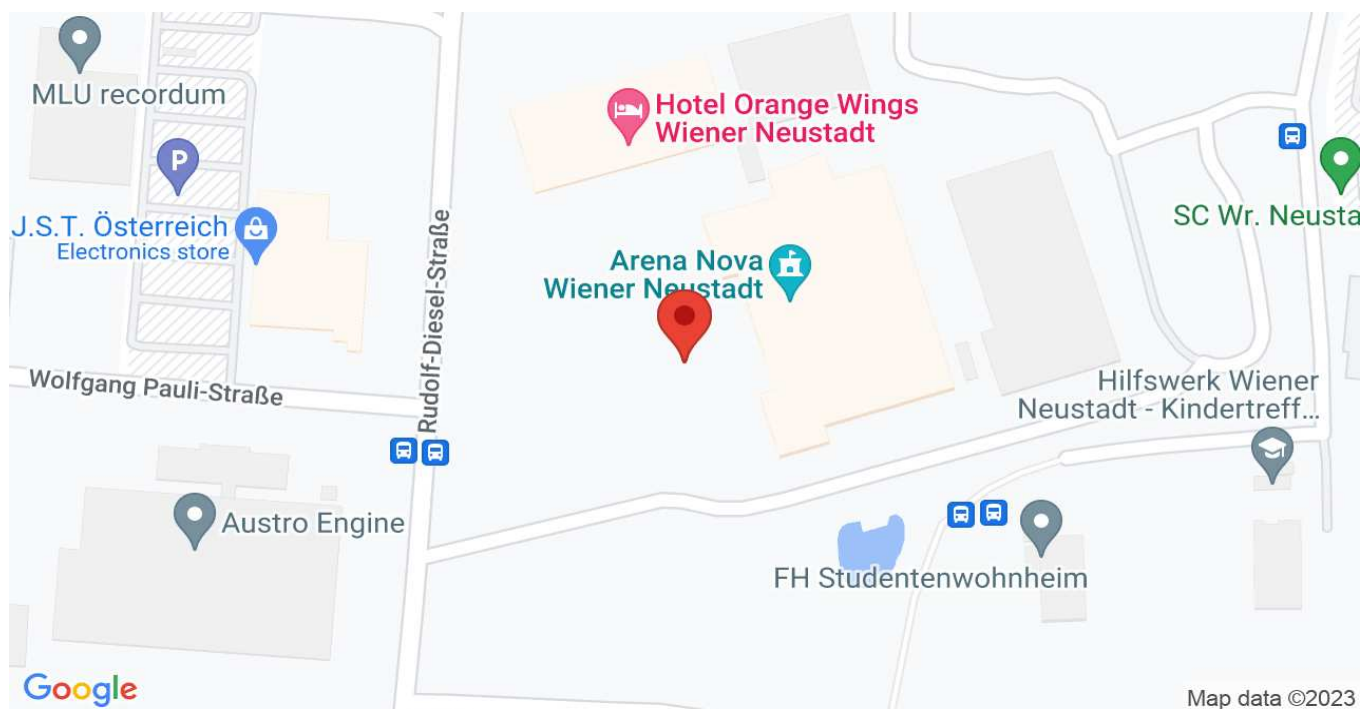 MLU recordum
P
Hotel Orange Wings
Wiener Neustadt
J.S.T. Österreich
Electronics store
Rudolf-Diesel-Straße
SC Wr. Neusta
Arena Nova
Wiener Neustadt
Wolfgang Pauli-Straße
Hilfswerk Wiener
Neustadt - Kindertreff...
Austro Engine
FH Studentenwohnheim
Google
Map data ©2023